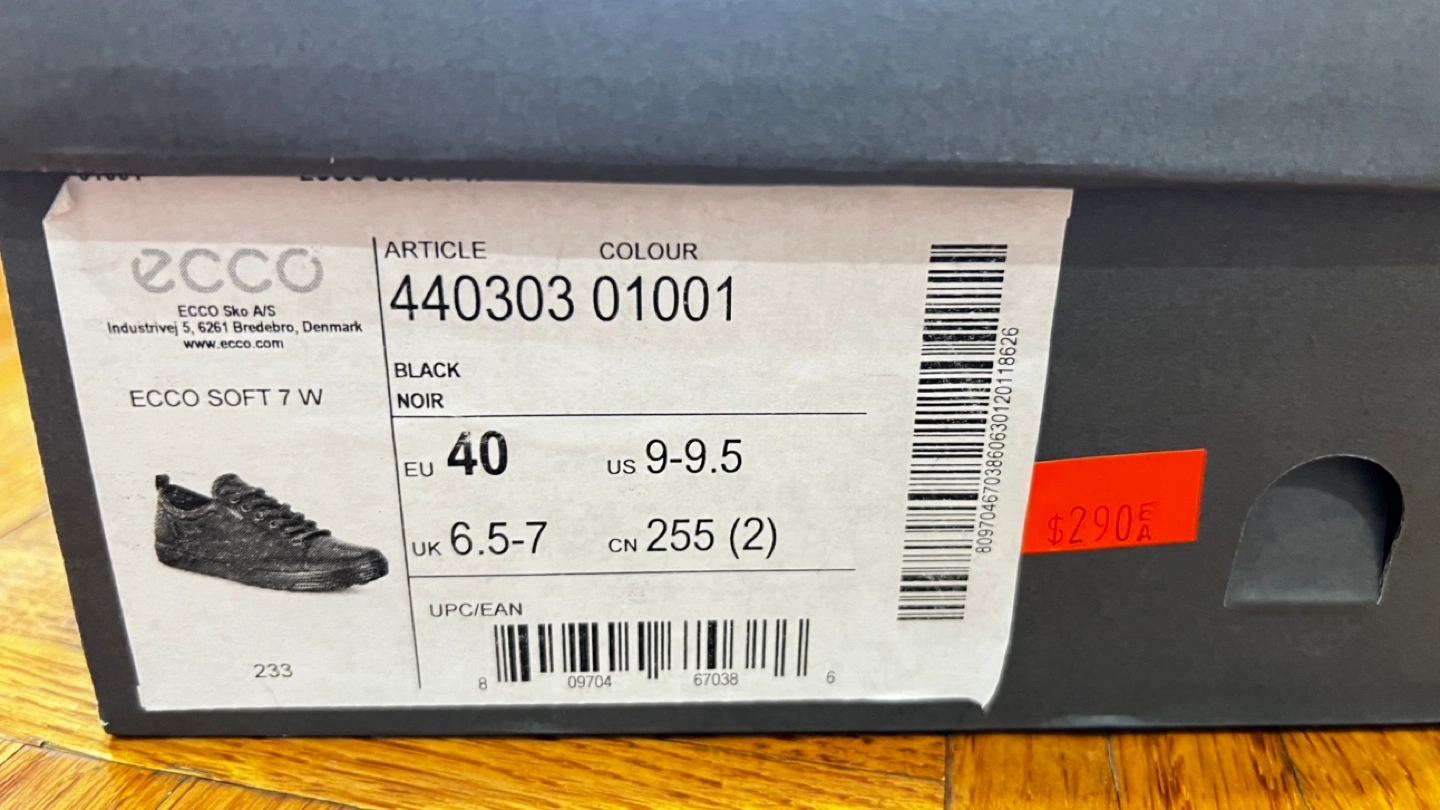 ecco
ECCO Sko A/S
Industrivej 5, 6261 Bredebro, Denmark
www.ecco.com
ECCO SOFT 7 W
233
ARTICLE COLOUR
440303 01001
BLACK
NOIR
EU 40 US 9-9.5
UK 6.5-7 CN 255 (2)
UPC/EAN
8 09704 67038 6
8097046703860630120118626
$290 EA